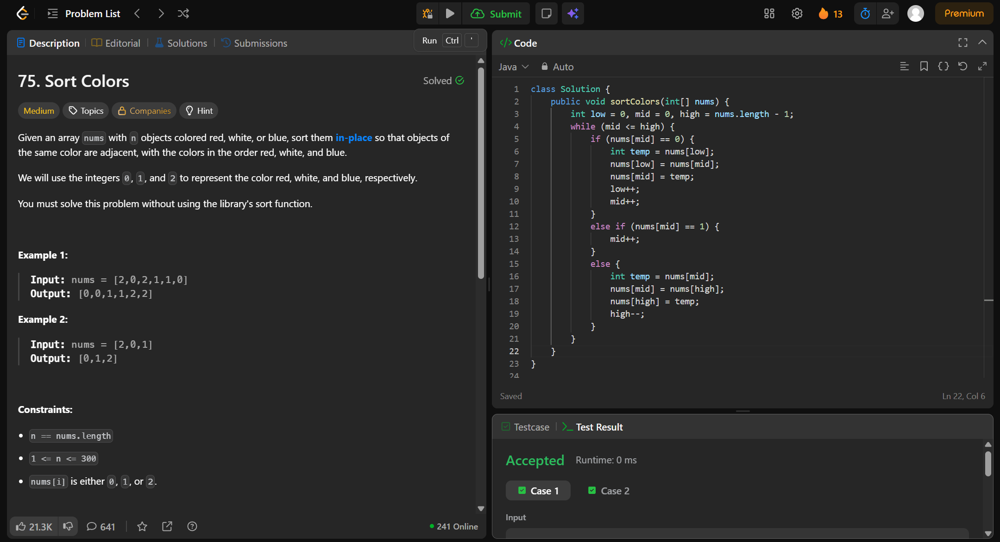 Problem List
Submit
13
Premium
Description
Editorial
Solutions
Submissions
Run Ctrl '
75. Sort Colors
Solved
Medium
Topics
Companies
Hint
Given an array nums with n objects colored red, white, or blue, sort them in-place so that objects of
the same color are adjacent, with the colors in the order red, white, and blue.
We will use the integers 0, 1, and 2 to represent the color red, white, and blue, respectively.
You must solve this problem without using the library's sort function.
Example 1:
Input: nums = [2,0,2,1,1,0]
Output: [0,0,1,1,2,2]
Example 2:
Input: nums = [2,0,1]
Output: [0,1,2]
Constraints:
n == nums.length
1 <= n <= 300
nums[i] is either 0, 1, or 2.
21.3K
641
241 Online
</> Code
Java
Auto
1 class Solution {
2     public void sortColors(int[] nums) {
3         int low = 0, mid = 0, high = nums.length - 1;
4         while (mid <= high) {
5             if (nums[mid] == 0) {
6                 int temp = nums[low];
7                 nums[low] = nums[mid];
8                 nums[mid] = temp;
9                 low++;
10                 mid++;
11             }
12             else if (nums[mid] == 1) {
13                 mid++;
14             }
15             else {
16                 int temp = nums[mid];
17                 nums[mid] = nums[high];
18                 nums[high] = temp;
19                 high--;
20             }
21         }
22     }
23 }
24
Saved
Ln 22, Col 6
Testcase
Test Result
Accepted
Runtime: 0 ms
Case 1
Case 2
Input